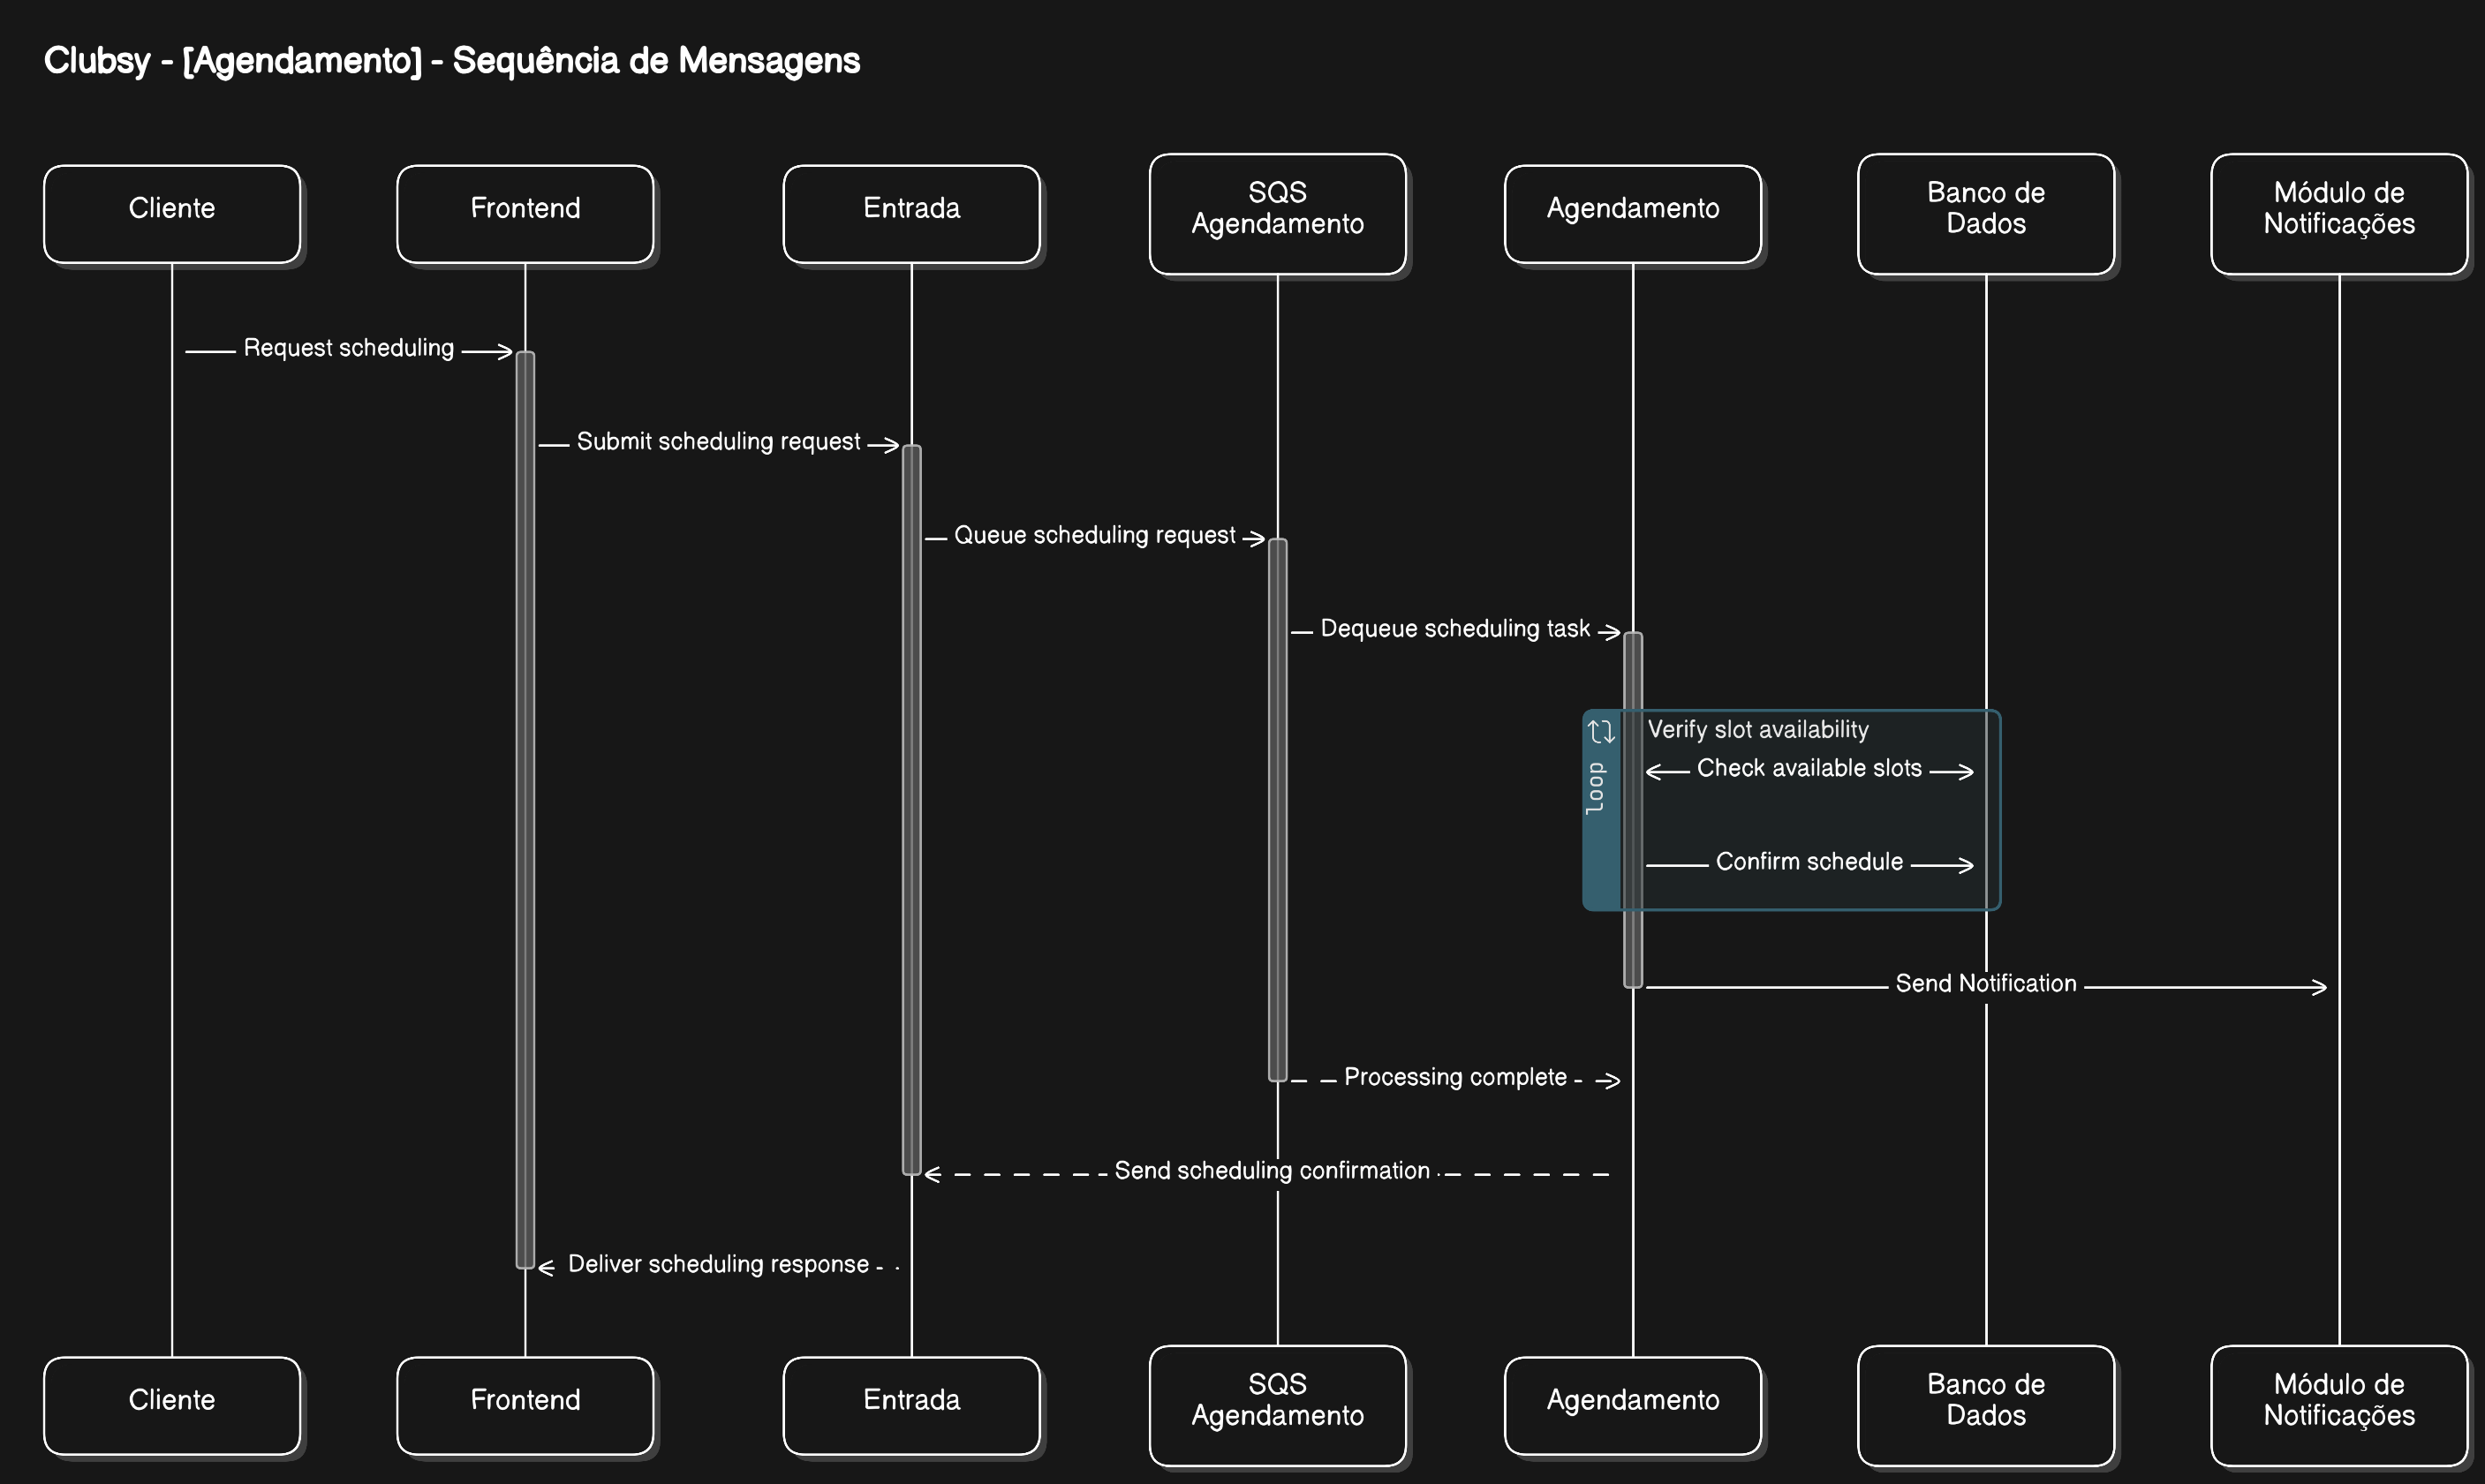 Clubsy - [Agendamento] - Sequência de Mensagens
Cliente
Frontend
Entrada
SQS
Agendamento
Agendamento
Banco de
Dados
Módulo de
Notificações
Request scheduling
Submit scheduling request
Queue scheduling request
Dequeue scheduling task
loop
Verify slot availability
Check available slots
Confirm schedule
Send Notification
Processing complete
Send scheduling confirmation
Deliver scheduling response
Cliente
Frontend
Entrada
SQS
Agendamento
Agendamento
Banco de
Dados
Módulo de
Notificações